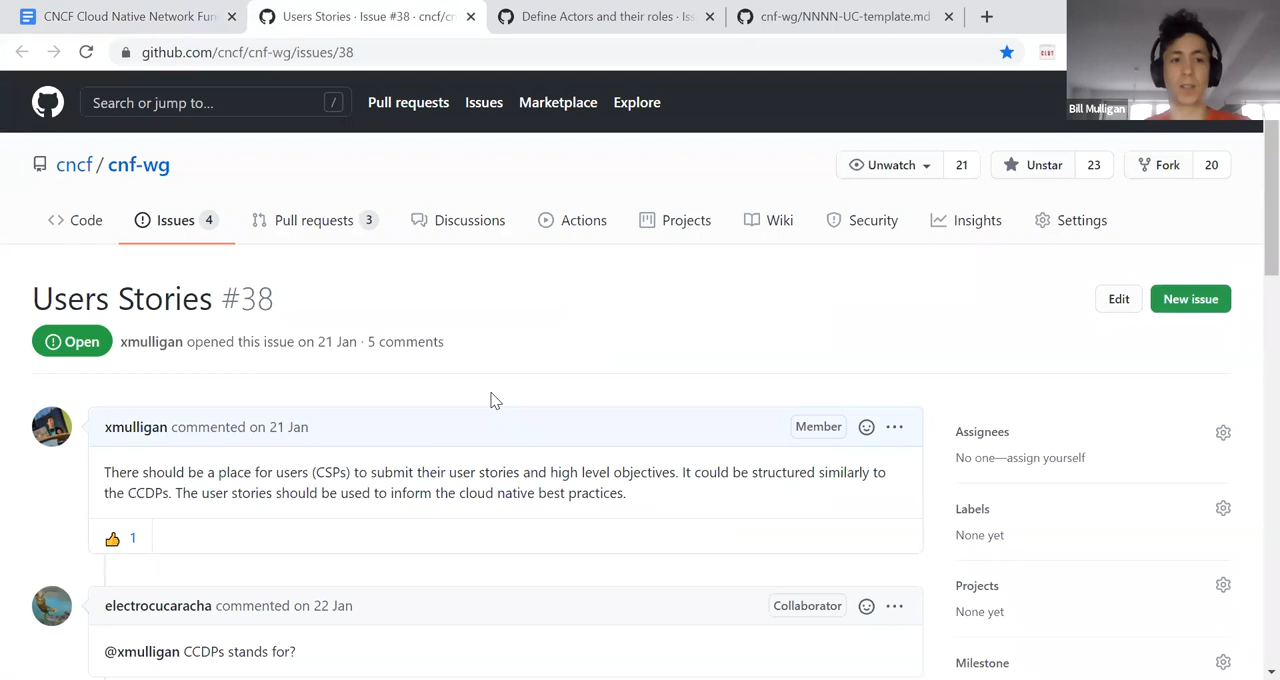 CNCF Cloud Native Network Fun
Users Stories · Issue #38 · cncf/cn
Define Actors and their roles · Iss
cnf-wg/NNNN-UC-template.md
github.com/cncf/cnf-wg/issues/38
CLBT
Bill Mulligan
Search or jump to...
/
Pull requests
Issues
Marketplace
Explore
cncf / cnf-wg
Unwatch
21
Unstar
23
Fork
20
Code
Issues 4
Pull requests 3
Discussions
Actions
Projects
Wiki
Security
Insights
Settings
Users Stories #38
Edit
New issue
Open
xmulligan opened this issue on 21 Jan · 5 comments
xmulligan commented on 21 Jan
Member
There should be a place for users (CSPs) to submit their user stories and high level objectives. It could be structured similarly to
the CCDPs. The user stories should be used to inform the cloud native best practices.
1
electrocucaracha commented on 22 Jan
Collaborator
@xmulligan CCDPs stands for?
Assignees
No one—assign yourself
Labels
None yet
Projects
None yet
Milestone